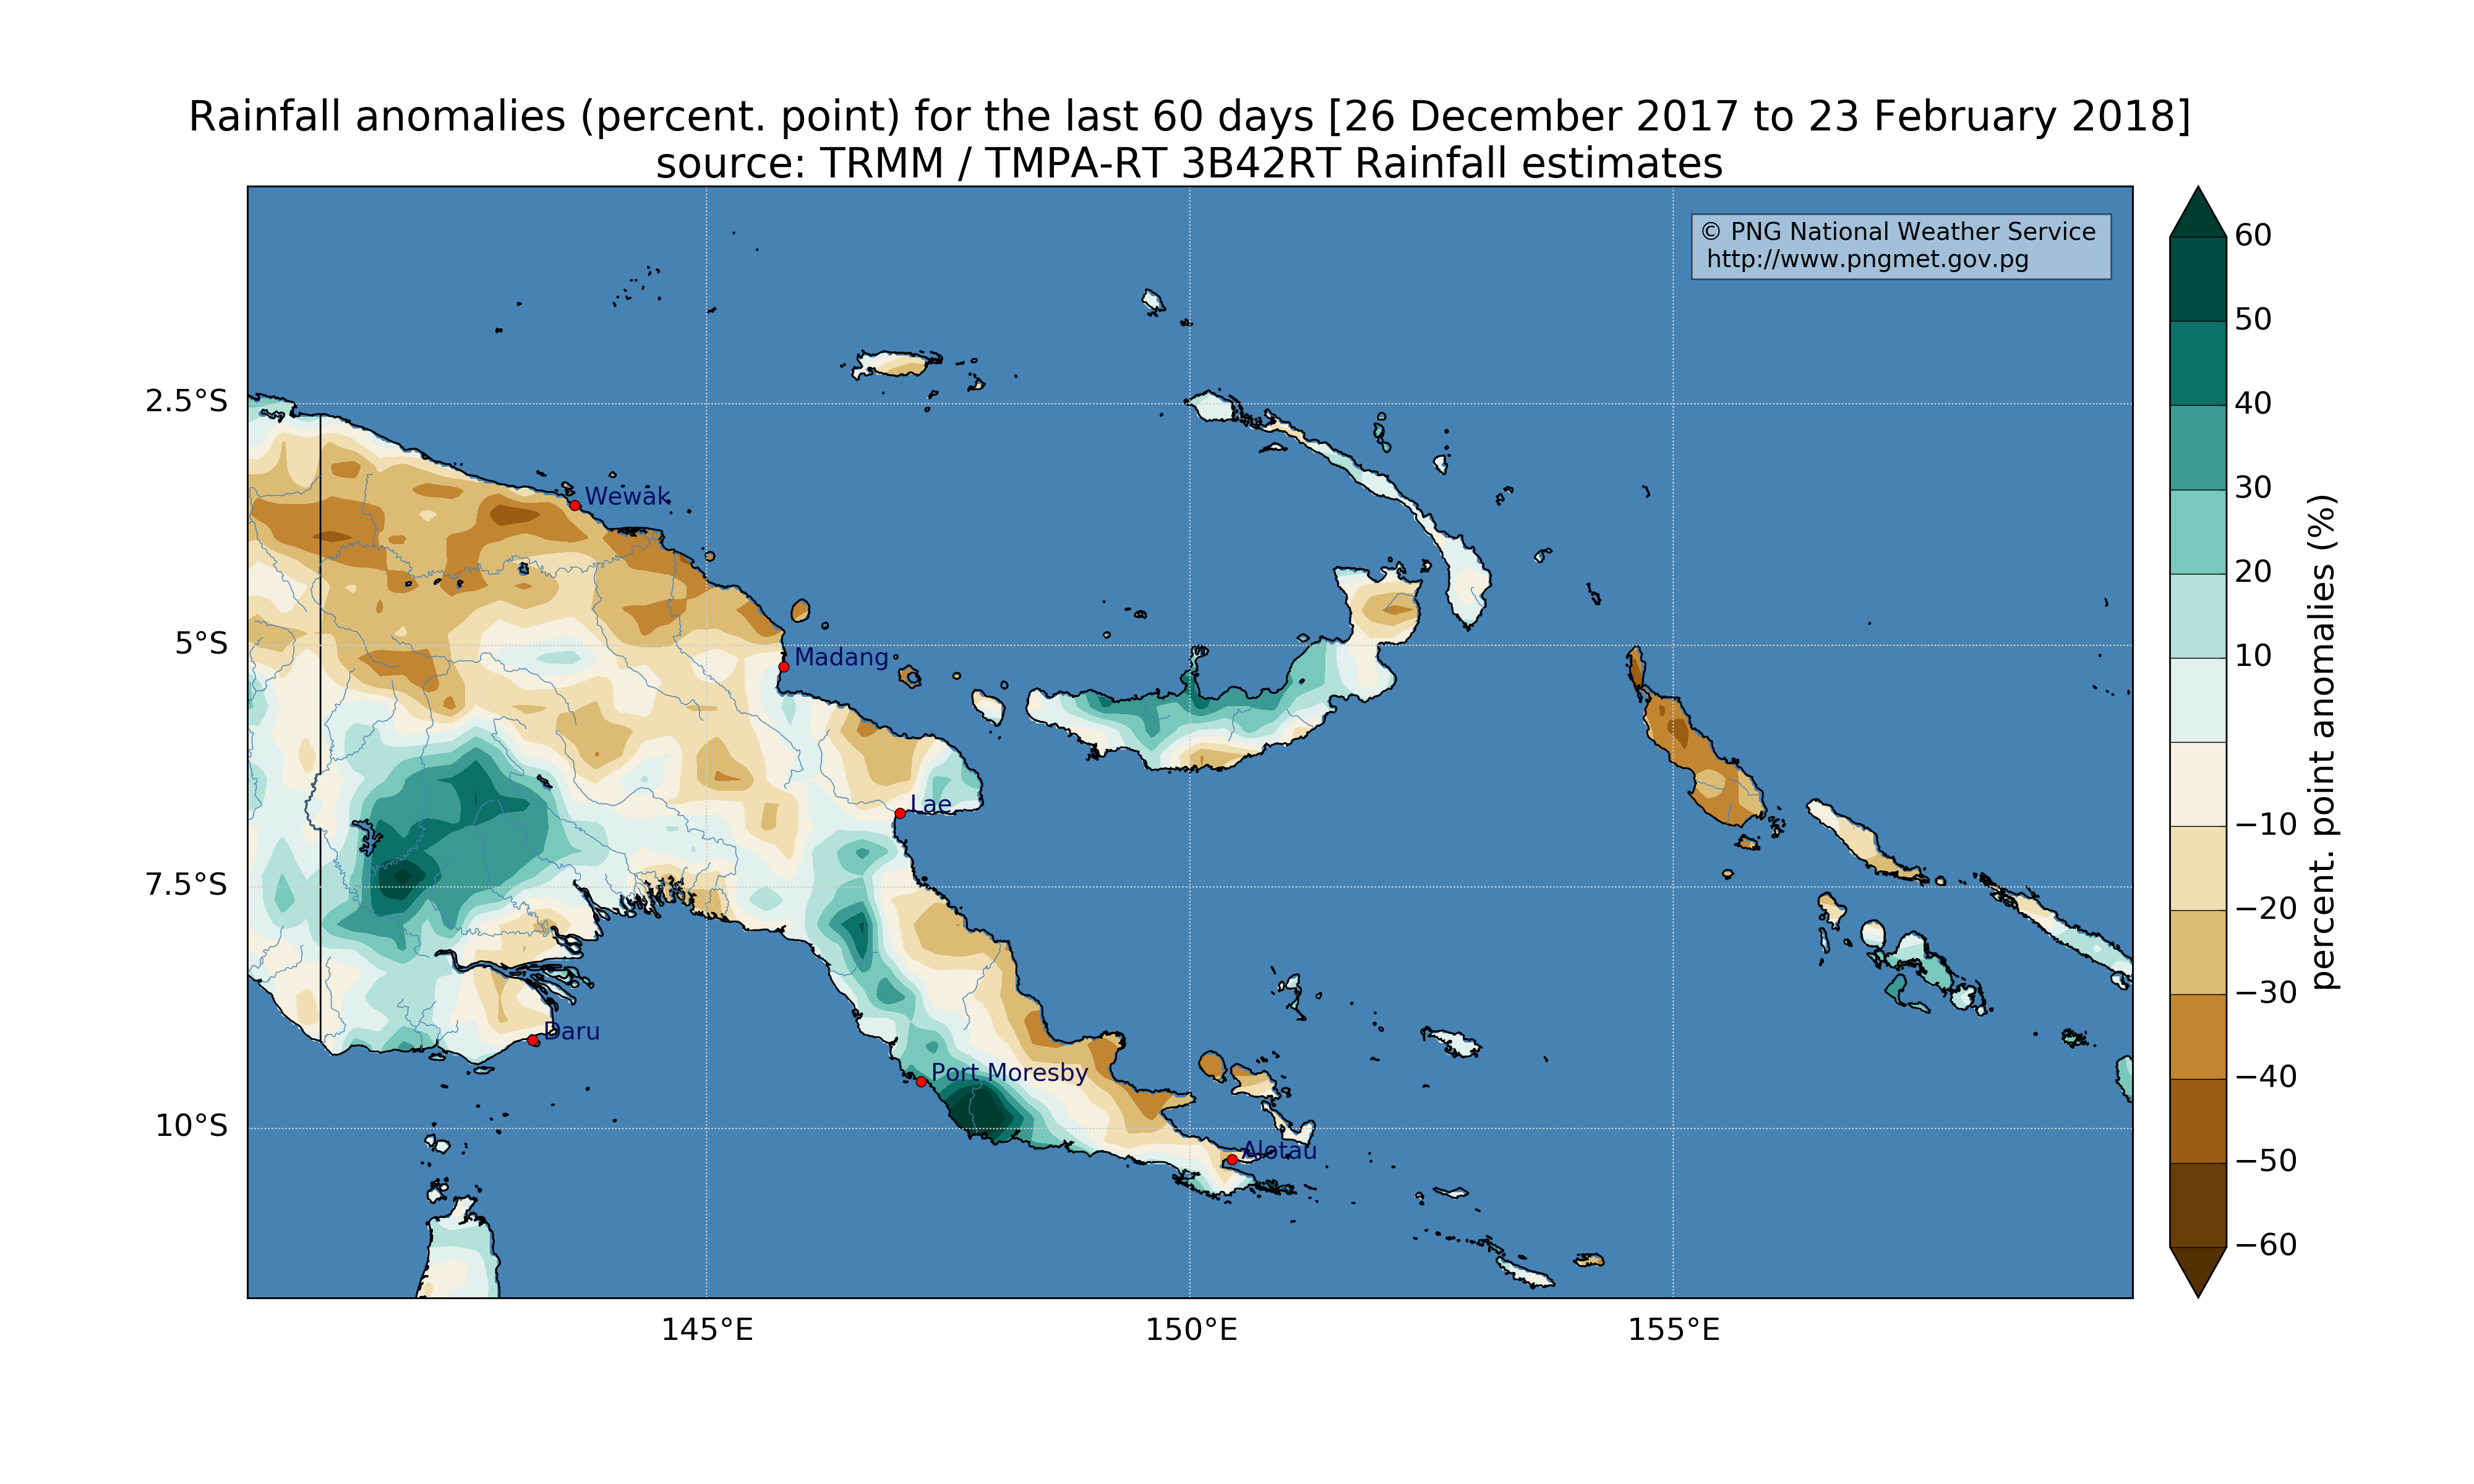 Rainfall anomalies (percent. point) for the last 60 days [26 December 2017 to 23 February 2018]
source: TRMM / TMPA-RT 3B42RT Rainfall estimates
© PNG National Weather Service
http://www.pngmet.gov.pg
60
50
40
30
20
10
−10
−20
−30
−40
−50
−60
percent. point anomalies (%)
2.5°S
5°S
7.5°S
10°S
Wewak
Madang
Lae
Daru
Port Moresby
Alotau
145°E
150°E
155°E